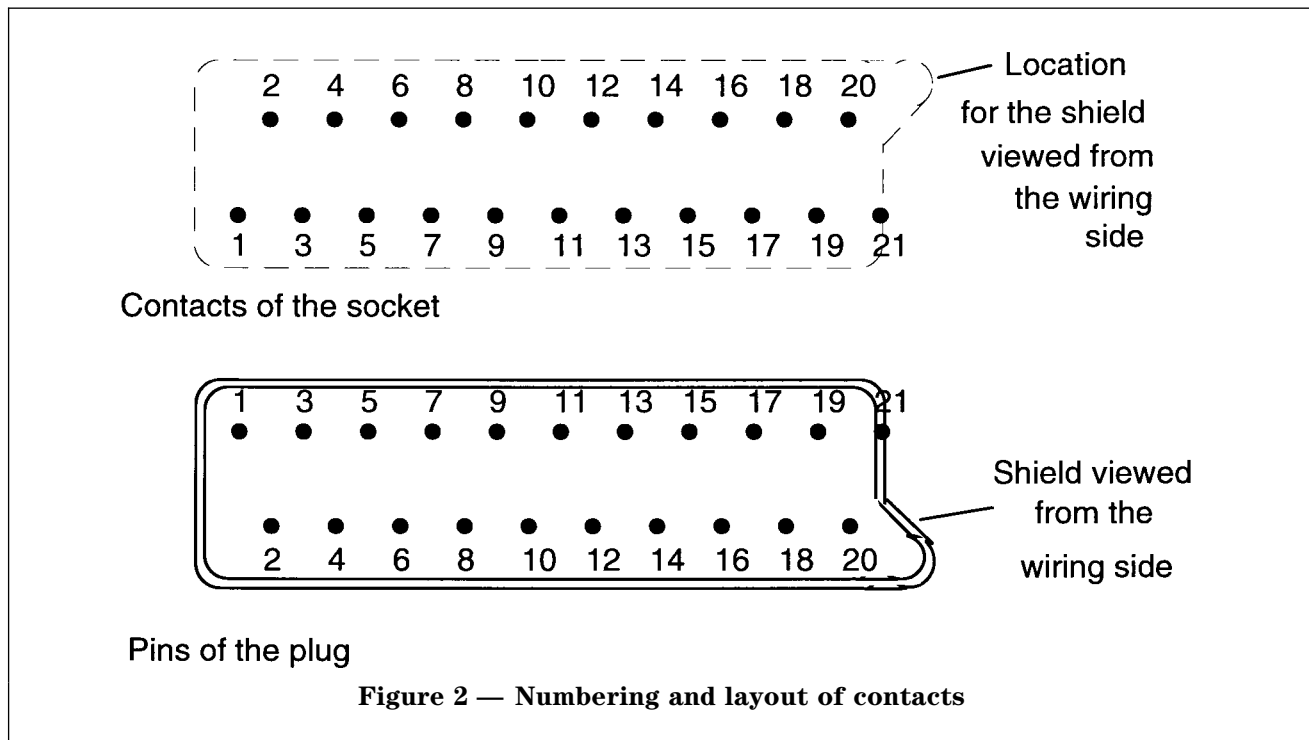 2 4 6 8 10 12 14 16 18 20
1 3 5 7 9 11 13 15 17 19 21
Location
for the shield
viewed from
the wiring
side
Contacts of the socket
1 3 5 7 9 11 13 15 17 19 21
2 4 6 8 10 12 14 16 18 20
Shield viewed
from the
wiring side
Pins of the plug
Figure 2 — Numbering and layout of contacts